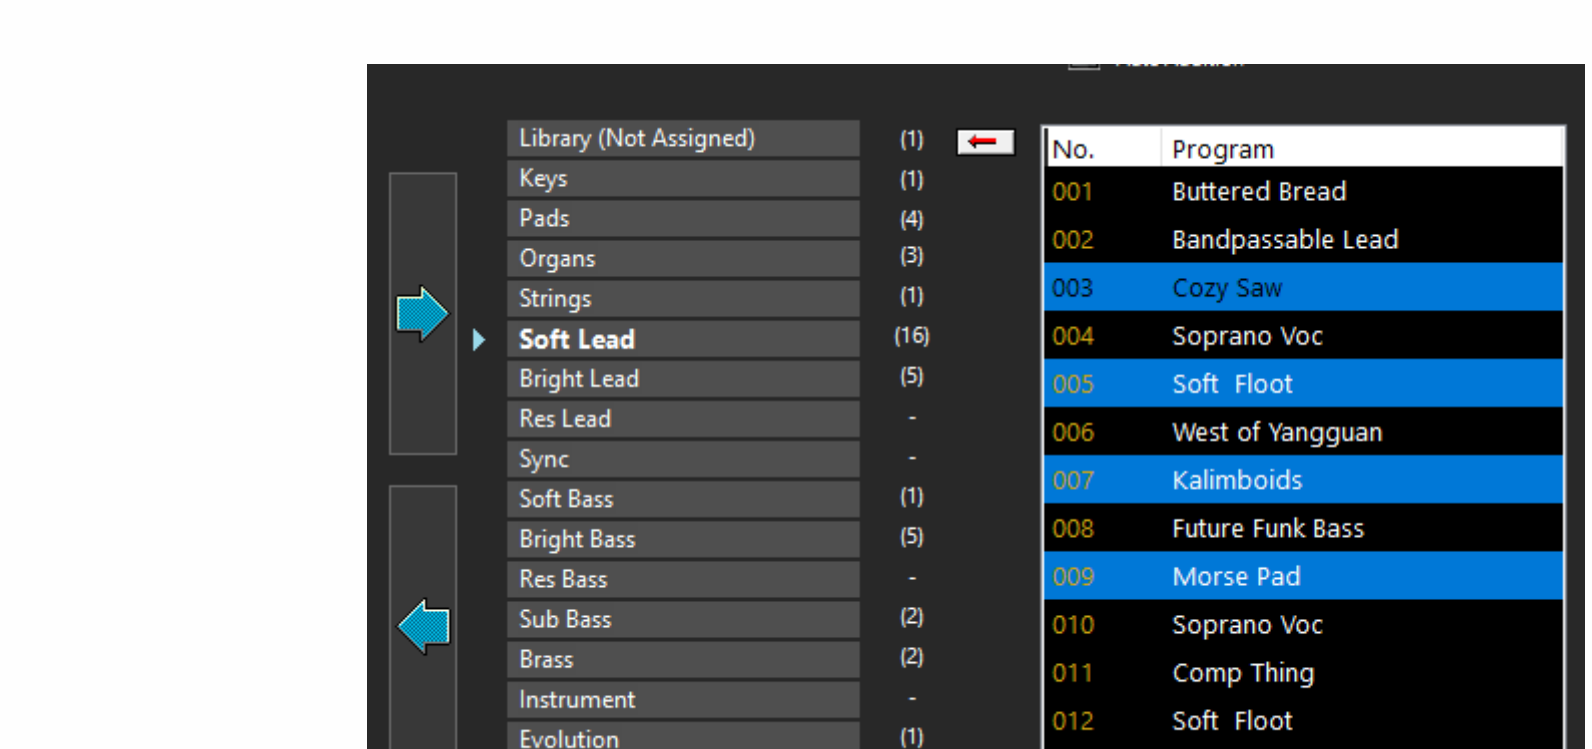 Library (Not Assigned) (1)
Keys (1)
Pads (4)
Organs (3)
Strings (1)
Soft Lead (16)
Bright Lead (5)
Res Lead -
Sync -
Soft Bass (1)
Bright Bass (5)
Res Bass -
Sub Bass (2)
Brass (2)
Instrument -
Evolution (1)
No. Program
001 Buttered Bread
002 Bandpassable Lead
003 Cozy Saw
004 Soprano Voc
005 Soft  Floot
006 West of Yangguan
007 Kalimboids
008 Future Funk Bass
009 Morse Pad
010 Soprano Voc
011 Comp Thing
012 Soft  Floot